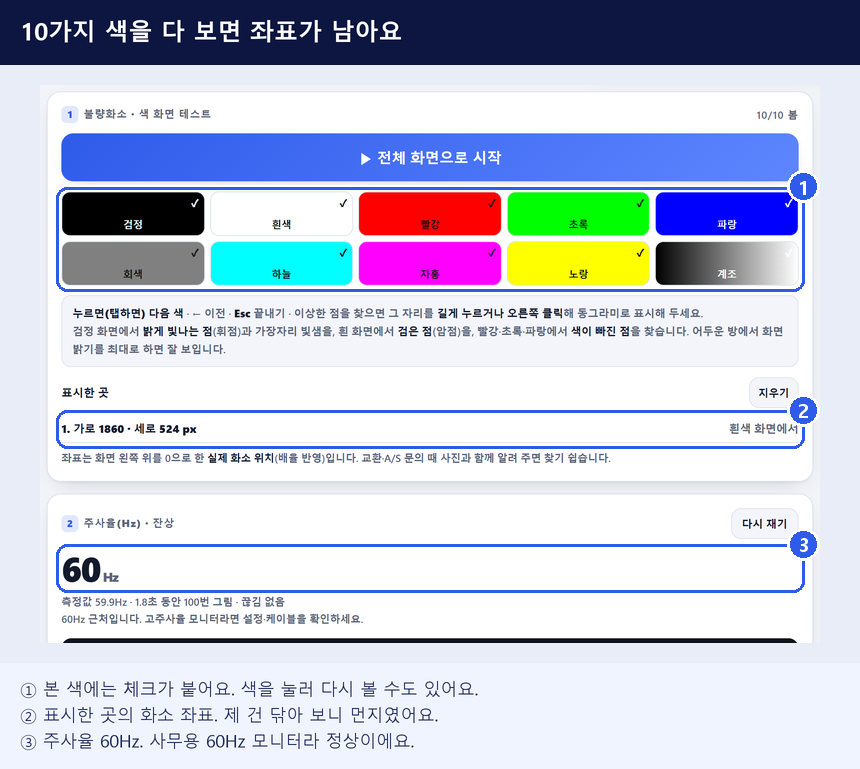 10가지 색을 다 보면 좌표가 남아요
1 불량화소 · 색 화면 테스트
10/10 봄
▶ 전체 화면으로 시작
1
✓ ✓ ✓ ✓ ✓
검정 흰색 빨강 초록 파랑
✓ ✓ ✓ ✓ ✓
회색 하늘 자홍 노랑 계조
누르면(탭하면) 다음 색 · ← 이전 · Esc 끝내기 · 이상한 점을 찾으면 그 자리를 길게 누르거나 오른쪽 클릭해 동그라미로 표시해 두세요.
검정 화면에서 밝게 빛나는 점(휘점)과 가장자리 빛샘을, 흰 화면에서 검은 점(암점)을, 빨강·초록·파랑에서 색이 빠진 점을 찾습니다. 어두운 방에서 화면
밝기를 최대로 하면 잘 보입니다.
표시한 곳
지우기
2
1. 가로 1860 · 세로 524 px
흰색 화면에서
좌표는 화면 왼쪽 위를 0으로 한 실제 화소 위치(배율 반영)입니다. 교환·A/S 문의 때 사진과 함께 알려 주면 찾기 쉽습니다.
2 주사율(Hz) · 잔상
다시 재기
3
60 Hz
측정값 59.9Hz · 1.8초 동안 100번 그림 · 끊김 없음
60Hz 근처입니다. 고주사율 모니터라면 설정·케이블을 확인하세요.
① 본 색에는 체크가 붙어요. 색을 눌러 다시 볼 수도 있어요.
② 표시한 곳의 화소 좌표. 제 건 닦아 보니 먼지였어요.
③ 주사율 60Hz. 사무용 60Hz 모니터라 정상이에요.